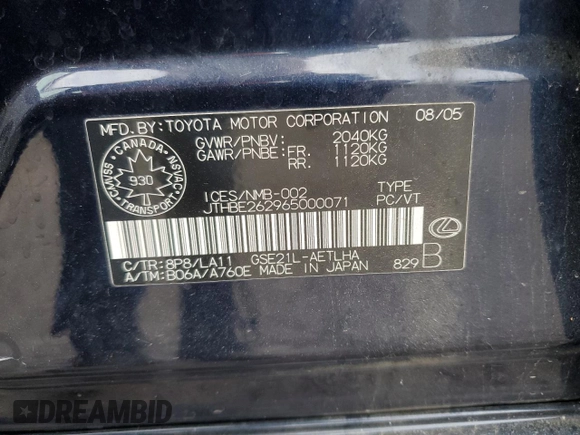 MFD. BY: TOYOTA MOTOR CORPORATION 08/05
GVWR/PNBV: 2040KG
GAWR/PNBE: FR. 1120KG
RR. 1120KG
CANADA
CMVSS NSVAC
930
TRANSPORT
ICES/NMB-002 TYPE
JTHBE262965000071 PC/VT
C/TR: 8P8/LA11 GSE21L-AETLHA
A/TM: B06A/A760E MADE IN JAPAN 829 B
DREAMBID